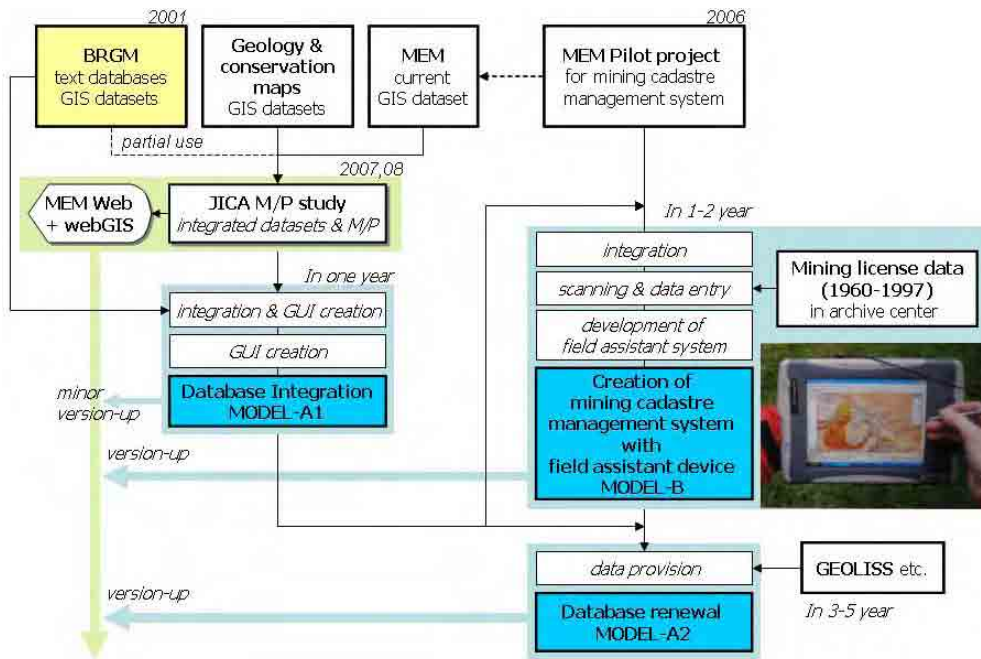 2001
BRGM
text databases
GIS datasets
Geology &
conservation
maps
GIS datasets
MEM
current
GIS dataset
2006
MEM Pilot project
for mining cadastre
management system
partial use
2007,08
MEM Web
+ webGIS
JICA M/P study
integrated datasets & M/P
In one year
integration & GUI creation
GUI creation
Database Integration
MODEL-A1
minor
version-up
In 1-2 year
integration
scanning & data entry
development of
field assistant system
Creation of
mining cadastre
management system
with
field assistant device
MODEL-B
Mining license data
(1960-1997)
in archive center
version-up
data provision
Database renewal
MODEL-A2
GEOLISS etc.
In 3-5 year
version-up